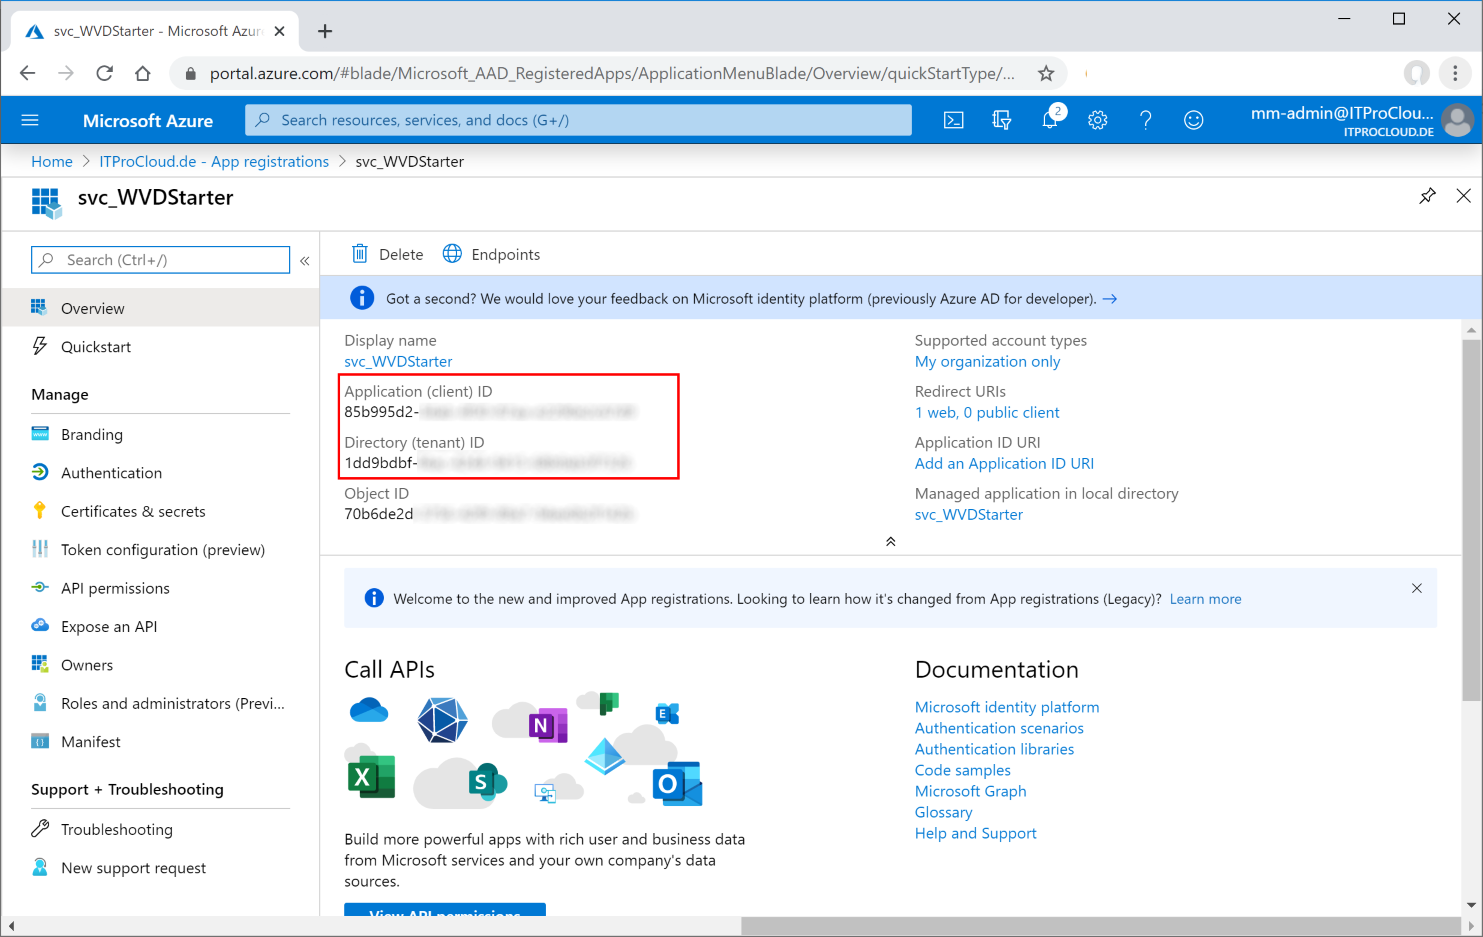 svc_WVDStarter - Microsoft Azur
portal.azure.com/#blade/Microsoft_AAD_RegisteredApps/ApplicationMenuBlade/Overview/quickStartType/...
Microsoft Azure
Search resources, services, and docs (G+/)
2
mm-admin@ITProClou...
ITPROCLOUD.DE
Home > ITProCloud.de - App registrations > svc_WVDStarter
svc_WVDStarter
Search (Ctrl+/)
«
Overview
Quickstart
Manage
Branding
Authentication
Certificates & secrets
Token configuration (preview)
API permissions
Expose an API
Owners
Roles and administrators (Previ...
Manifest
Support + Troubleshooting
Troubleshooting
New support request
Delete
Endpoints
Got a second? We would love your feedback on Microsoft identity platform (previously Azure AD for developer). →
Display name
svc_WVDStarter
Application (client) ID
85b995d2-
Directory (tenant) ID
1dd9bdbf-
Object ID
70b6de2d
Supported account types
My organization only
Redirect URIs
1 web, 0 public client
Application ID URI
Add an Application ID URI
Managed application in local directory
svc_WVDStarter
Welcome to the new and improved App registrations. Looking to learn how it's changed from App registrations (Legacy)? Learn more
Call APIs
N
E
X
S
O
Build more powerful apps with rich user and business data
from Microsoft services and your own company's data
sources.
View API permissions
Documentation
Microsoft identity platform
Authentication scenarios
Authentication libraries
Code samples
Microsoft Graph
Glossary
Help and Support